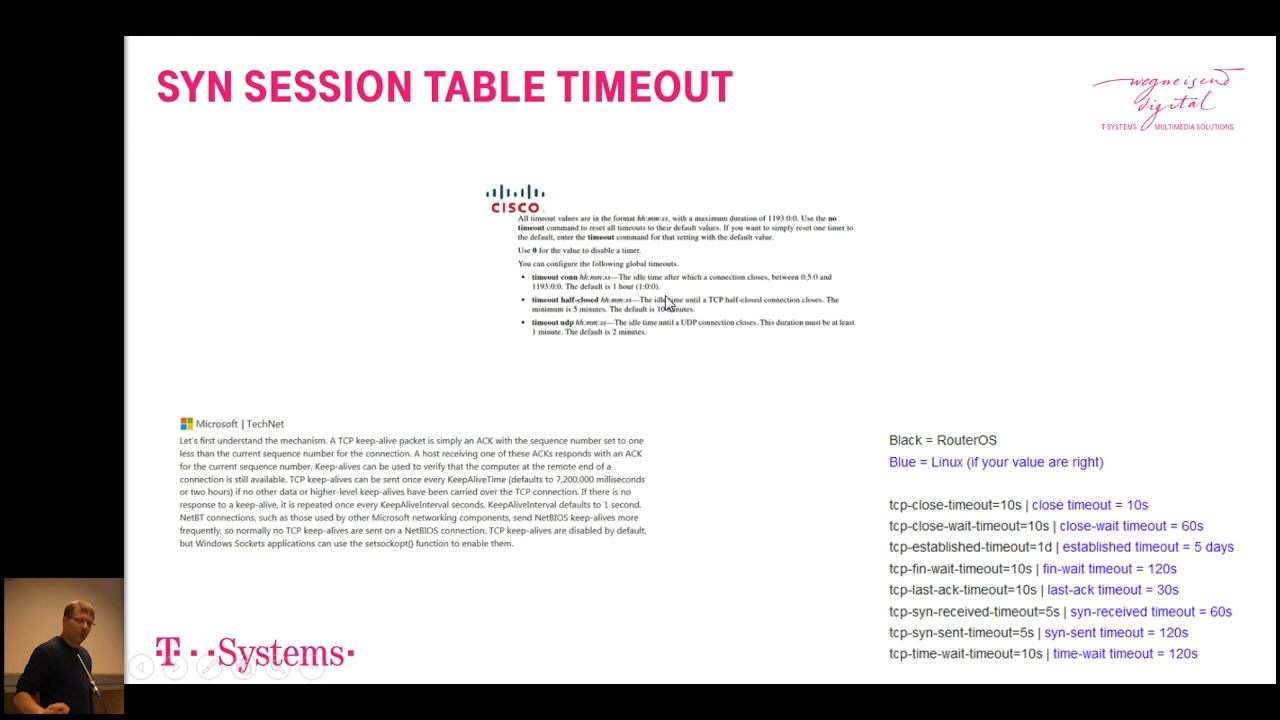 SYN SESSION TABLE TIMEOUT
wegweisend
digital
T-SYSTEMS MULTIMEDIA SOLUTIONS
CISCO
All timeout values are in the format hh:mm:ss, with a maximum duration of 1193:0:0. Use the no
timeout command to reset all timeouts to their default values. If you want to simply reset one timer to
the default, enter the timeout command for that setting with the default value.
Use 0 for the value to disable a timer.
You can configure the following global timeouts.
• timeout conn hh:mm:ss—The idle time after which a connection closes, between 0:5:0 and
1193:0:0. The default is 1 hour (1:0:0).
• timeout half-closed hh:mm:ss—The idle time until a TCP half-closed connection closes. The
minimum is 5 minutes. The default is 10 minutes.
• timeout udp hh:mm:ss—The idle time until a UDP connection closes. This duration must be at least
1 minute. The default is 2 minutes.
Microsoft | TechNet
Let's first understand the mechanism. A TCP keep-alive packet is simply an ACK with the sequence number set to one
less than the current sequence number for the connection. A host receiving one of these ACKs responds with an ACK
for the current sequence number. Keep-alives can be used to verify that the computer at the remote end of a
connection is still available. TCP keep-alives can be sent once every KeepAliveTime (defaults to 7,200,000 milliseconds
or two hours) if no other data or higher-level keep-alives have been carried over the TCP connection. If there is no
response to a keep-alive, it is repeated once every KeepAliveInterval seconds. KeepAliveInterval defaults to 1 second.
NetBT connections, such as those used by other Microsoft networking components, send NetBIOS keep-alives more
frequently, so normally no TCP keep-alives are sent on a NetBIOS connection. TCP keep-alives are disabled by default,
but Windows Sockets applications can use the setsockopt() function to enable them.
Black = RouterOS
Blue = Linux (if your value are right)
tcp-close-timeout=10s | close timeout = 10s
tcp-close-wait-timeout=10s | close-wait timeout = 60s
tcp-established-timeout=1d | established timeout = 5 days
tcp-fin-wait-timeout=10s | fin-wait timeout = 120s
tcp-last-ack-timeout=10s | last-ack timeout = 30s
tcp-syn-received-timeout=5s | syn-received timeout = 60s
tcp-syn-sent-timeout=5s | syn-sent timeout = 120s
tcp-time-wait-timeout=10s | time-wait timeout = 120s
T··Systems·